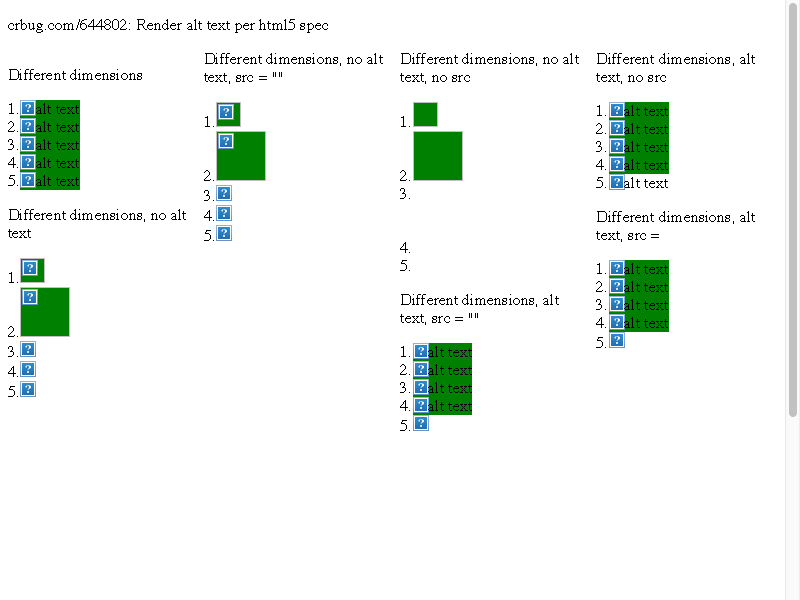 crbug.com/644802: Render alt text per html5 spec
Different dimensions
1. ?alt text
2. ?alt text
3. ?alt text
4. ?alt text
5. ?alt text
Different dimensions, no alt
text
1. ?
2. ?
3. ?
4. ?
5. ?
Different dimensions, no alt
text, src = ""
1. ?
2. ?
3. ?
4. ?
5. ?
Different dimensions, no alt
text, no src
1.
2.
3.
4.
5.
Different dimensions, alt
text, src = ""
1. ?alt text
2. ?alt text
3. ?alt text
4. ?alt text
5. ?
Different dimensions, alt
text, no src
1. ?alt text
2. ?alt text
3. ?alt text
4. ?alt text
5. ?alt text
Different dimensions, alt
text, src =
1. ?alt text
2. ?alt text
3. ?alt text
4. ?alt text
5. ?